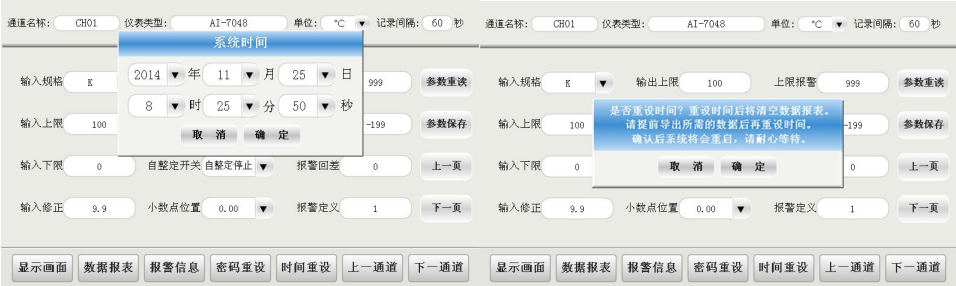 通道名称: CH01 仪表类型: AI-7048 单位: °C ▼ 记录间隔: 60 秒
系统时间
2014 ▼ 年 11 ▼ 月 25 ▼ 日
8 ▼ 时 25 ▼ 分 50 ▼ 秒
取 消 确 定
输入规格 K 999 参数重读
输入上限 100 -199 参数保存
输入下限 0 自整定开关 自整定停止 ▼ 报警回差 0 上一页
输入修正 9.9 小数点位置 0.00 ▼ 报警定义 1 下一页
显示画面 数据报表 报警信息 密码重设 时间重设 上一通道 下一通道
通道名称: CH01 仪表类型: AI-7048 单位: °C ▼ 记录间隔: 60 秒
输入规格 K ▼ 输出上限 100 上限报警 999 参数重读
是否重设时间？重设时间后将清空数据报表。
请提前导出所需的数据后再重设时间。
确认后系统将会重启，请耐心等待。
取 消 确 定
输入上限 100 -199 参数保存
输入下限 0 0 上一页
输入修正 9.9 小数点位置 0.00 ▼ 报警定义 1 下一页
显示画面 数据报表 报警信息 密码重设 时间重设 上一通道 下一通道